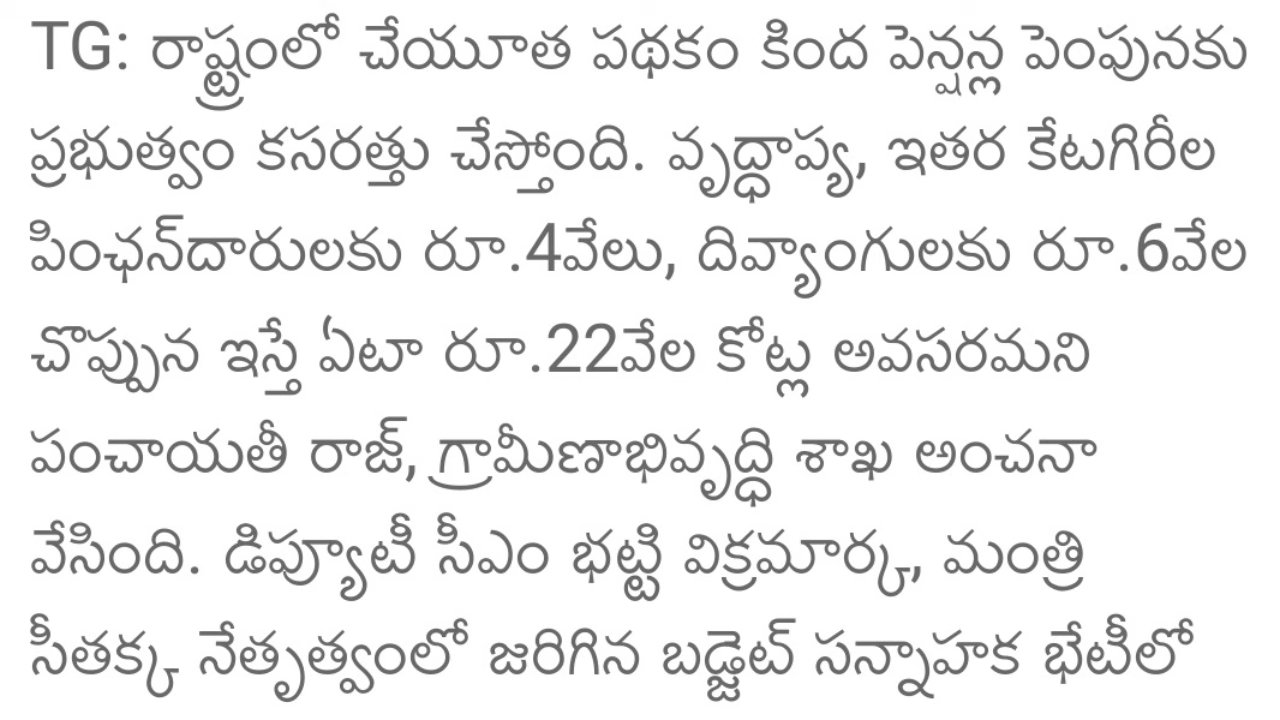 TG: రాష్ట్రంలో చేయూత పథకం కింద పెన్షన్ల పెంపునకు
ప్రభుత్వం కసరత్తు చేస్తోంది. వృద్ధాప్య, ఇతర కేటగిరీల
పింఛన్‌దారులకు రూ.4వేలు, దివ్యాంగులకు రూ.6వేల
చొప్పున ఇస్తే ఏటా రూ.22వేల కోట్ల అవసరమని
పంచాయతీ రాజ్, గ్రామీణాభివృద్ధి శాఖ అంచనా
వేసింది. డిప్యూటీ సీఎం భట్టి విక్రమార్క, మంత్రి
సీతక్క నేతృత్వంలో జరిగిన బడ్జెట్ సన్నాహక భేటీలో